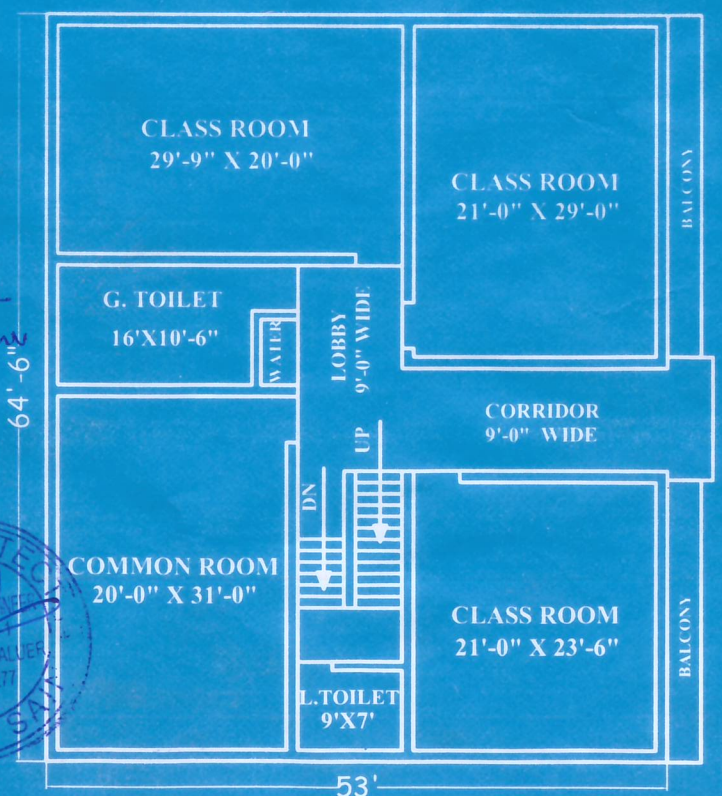 CLASS ROOM
29'-9" X 20'-0"
CLASS ROOM
21'-0" X 29'-0"
BALCONY
G. TOILET
16'X10'-6"
WATER
LOBBY
9'-0" WIDE
CORRIDOR
9'-0" WIDE
UP
DN
64'-6"
COMMON ROOM
20'-0" X 31'-0"
CLASS ROOM
21'-0" X 23'-6"
BALCONY
L.TOILET
9'X7'
53'